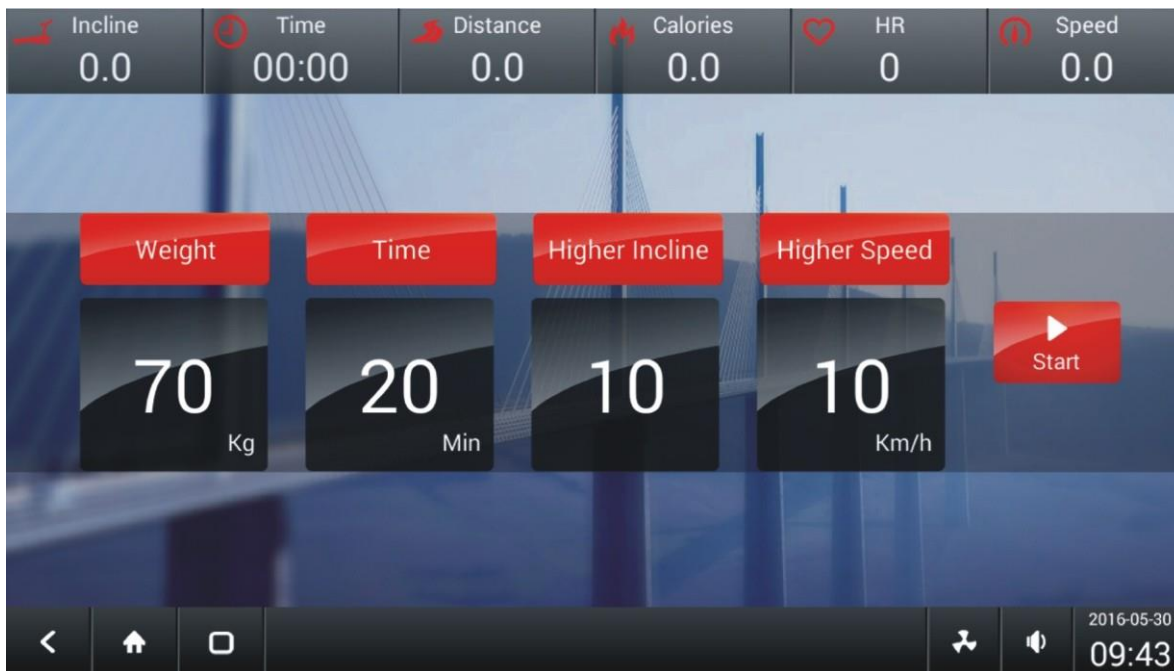 Incline
0.0
Time
00:00
Distance
0.0
Calories
0.0
HR
0
Speed
0.0
Weight
70
Kg
Time
20
Min
Higher Incline
10
Higher Speed
10
Km/h
Start
2016-05-30
09:43